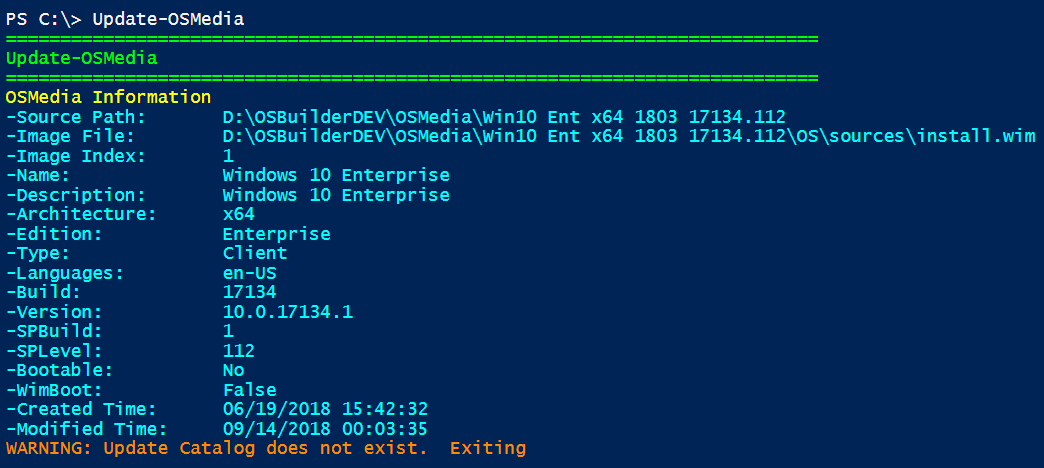 PS C:\> Update-OSMedia
===========================================================================
Update-OSMedia
===========================================================================
OSMedia Information
-Source Path:       D:\OSBuilderDEV\OSMedia\Win10 Ent x64 1803 17134.112
-Image File:        D:\OSBuilderDEV\OSMedia\Win10 Ent x64 1803 17134.112\OS\sources\install.wim
-Image Index:       1
-Name:              Windows 10 Enterprise
-Description:       Windows 10 Enterprise
-Architecture:      x64
-Edition:           Enterprise
-Type:              Client
-Languages:         en-US
-Build:             17134
-Version:           10.0.17134.1
-SPBuild:           1
-SPLevel:           112
-Bootable:          No
-WimBoot:           False
-Created Time:      06/19/2018 15:42:32
-Modified Time:     09/14/2018 00:03:35
WARNING: Update Catalog does not exist.  Exiting